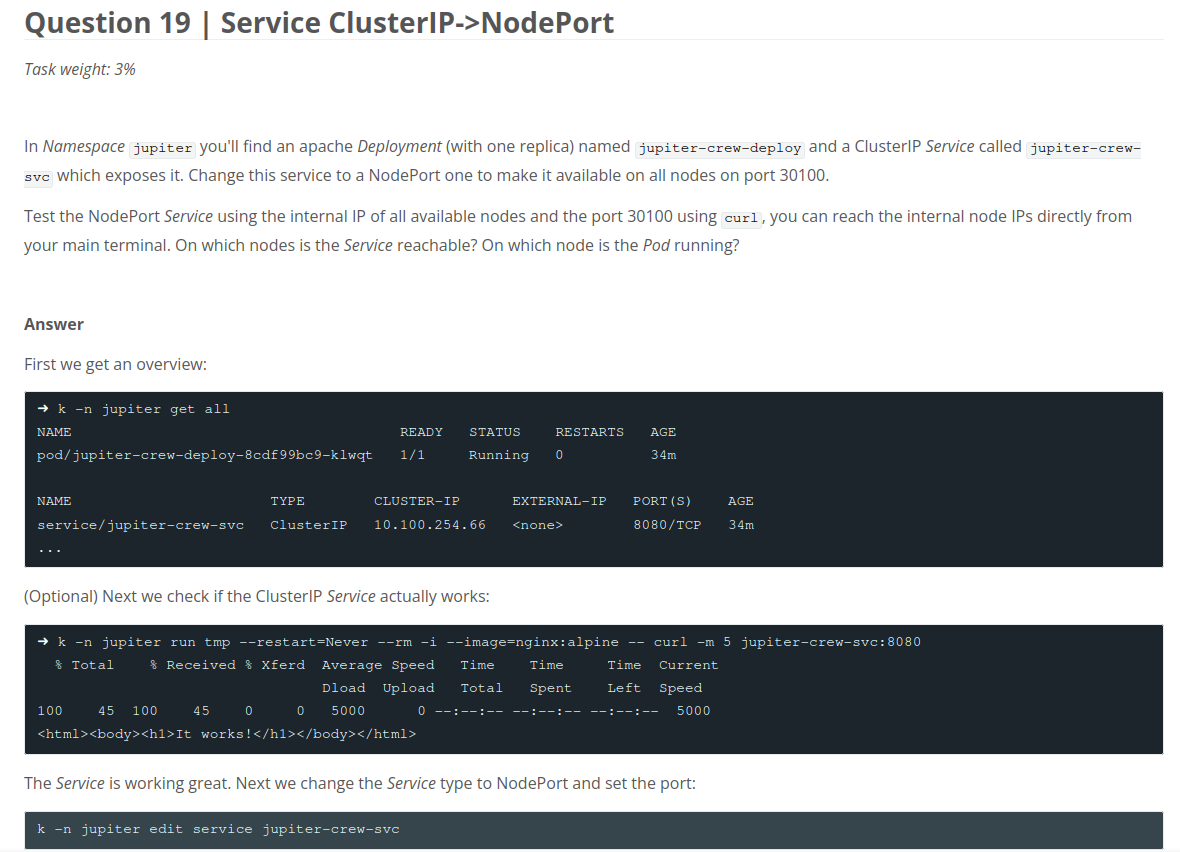 Question 19 | Service ClusterIP->NodePort
Task weight: 3%
In Namespace jupiter you'll find an apache Deployment (with one replica) named jupiter-crew-deploy and a ClusterIP Service called jupiter-crew-
svc which exposes it. Change this service to a NodePort one to make it available on all nodes on port 30100.
Test the NodePort Service using the internal IP of all available nodes and the port 30100 using curl, you can reach the internal node IPs directly from
your main terminal. On which nodes is the Service reachable? On which node is the Pod running?
Answer
First we get an overview:
➜ k -n jupiter get all
NAME READY STATUS RESTARTS AGE
pod/jupiter-crew-deploy-8cdf99bc9-klwqt 1/1 Running 0 34m
NAME TYPE CLUSTER-IP EXTERNAL-IP PORT(S) AGE
service/jupiter-crew-svc ClusterIP 10.100.254.66 <none> 8080/TCP 34m
...
(Optional) Next we check if the ClusterIP Service actually works:
➜ k -n jupiter run tmp --restart=Never --rm -i --image=nginx:alpine -- curl -m 5 jupiter-crew-svc:8080
% Total % Received % Xferd Average Speed Time Time Time Current
Dload Upload Total Spent Left Speed
100 45 100 45 0 0 5000 0 --:--:-- --:--:-- --:--:-- 5000
<html><body><h1>It works!</h1></body></html>
The Service is working great. Next we change the Service type to NodePort and set the port:
k -n jupiter edit service jupiter-crew-svc